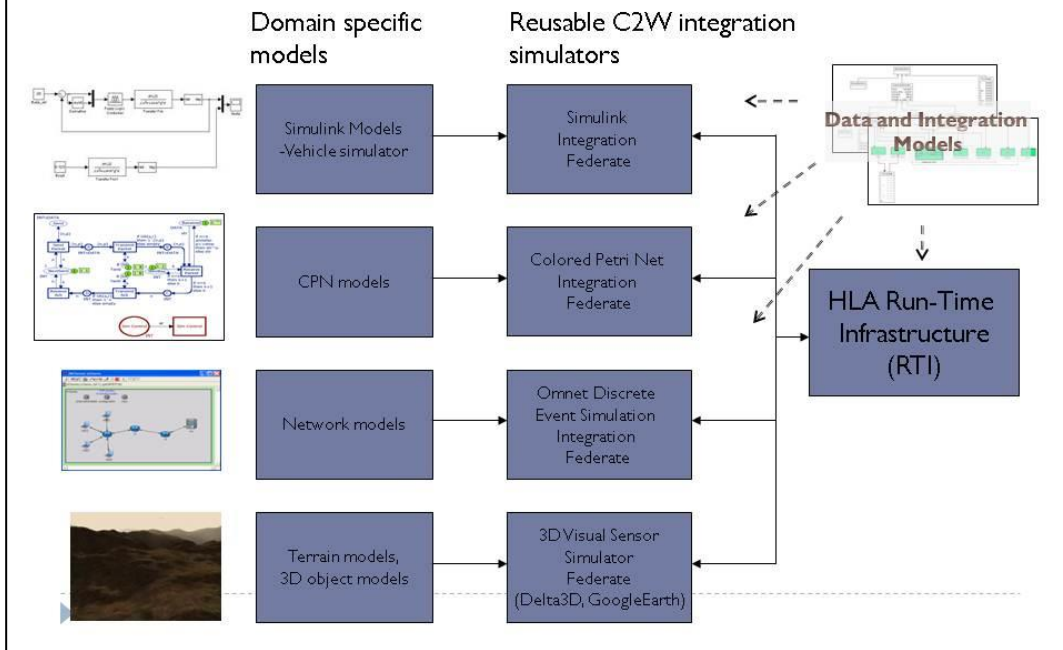 Domain specific
models
Reusable C2W integration
simulators
Data and Integration
Models
Simulink Models
-Vehicle simulator
Simulink
Integration
Federate
CPN models
Colored Petri Net
Integration
Federate
HLA Run-Time
Infrastructure
(RTI)
Network models
Omnet Discrete
Event Simulation
Integration
Federate
Terrain models,
3D object models
3D Visual Sensor
Simulator
Federate
(Delta3D, GoogleEarth)